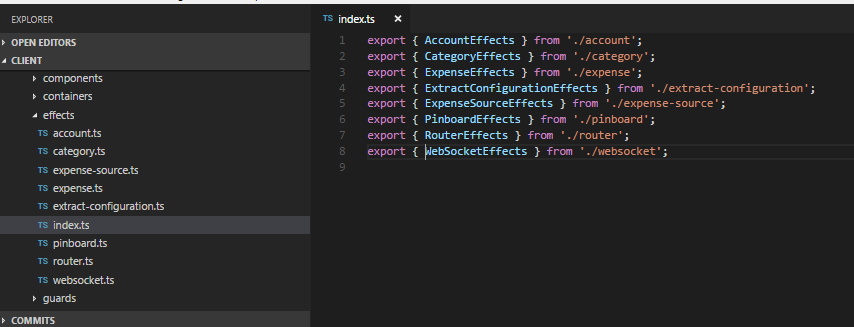 EXPLORER
OPEN EDITORS
CLIENT
components
containers
effects
TS account.ts
TS category.ts
TS expense-source.ts
TS expense.ts
TS extract-configuration.ts
TS index.ts
TS pinboard.ts
TS router.ts
TS websocket.ts
guards
COMMITS
TS index.ts ×
1 export { AccountEffects } from './account';
2 export { CategoryEffects } from './category';
3 export { ExpenseEffects } from './expense';
4 export { ExtractConfigurationEffects } from './extract-configuration';
5 export { ExpenseSourceEffects } from './expense-source';
6 export { PinboardEffects } from './pinboard';
7 export { RouterEffects } from './router';
8 export { WebSocketEffects } from './websocket';
9